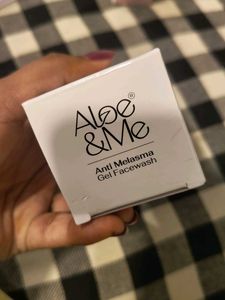 Aloe®
&Me
Anti Melasma
Gel Facewash